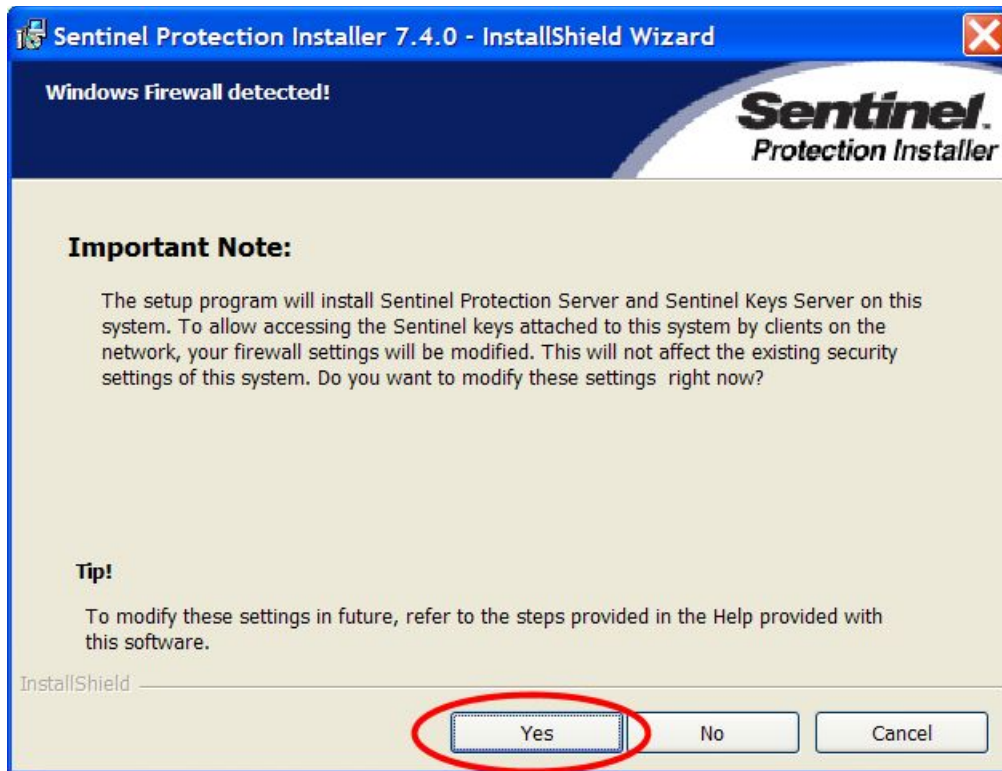 Sentinel Protection Installer 7.4.0 - InstallShield Wizard
Windows Firewall detected!
Sentinel.
Protection Installer
Important Note:
The setup program will install Sentinel Protection Server and Sentinel Keys Server on this
system. To allow accessing the Sentinel keys attached to this system by clients on the
network, your firewall settings will be modified. This will not affect the existing security
settings of this system. Do you want to modify these settings  right now?
Tip!
To modify these settings in future, refer to the steps provided in the Help provided with
this software.
InstallShield
Yes No Cancel